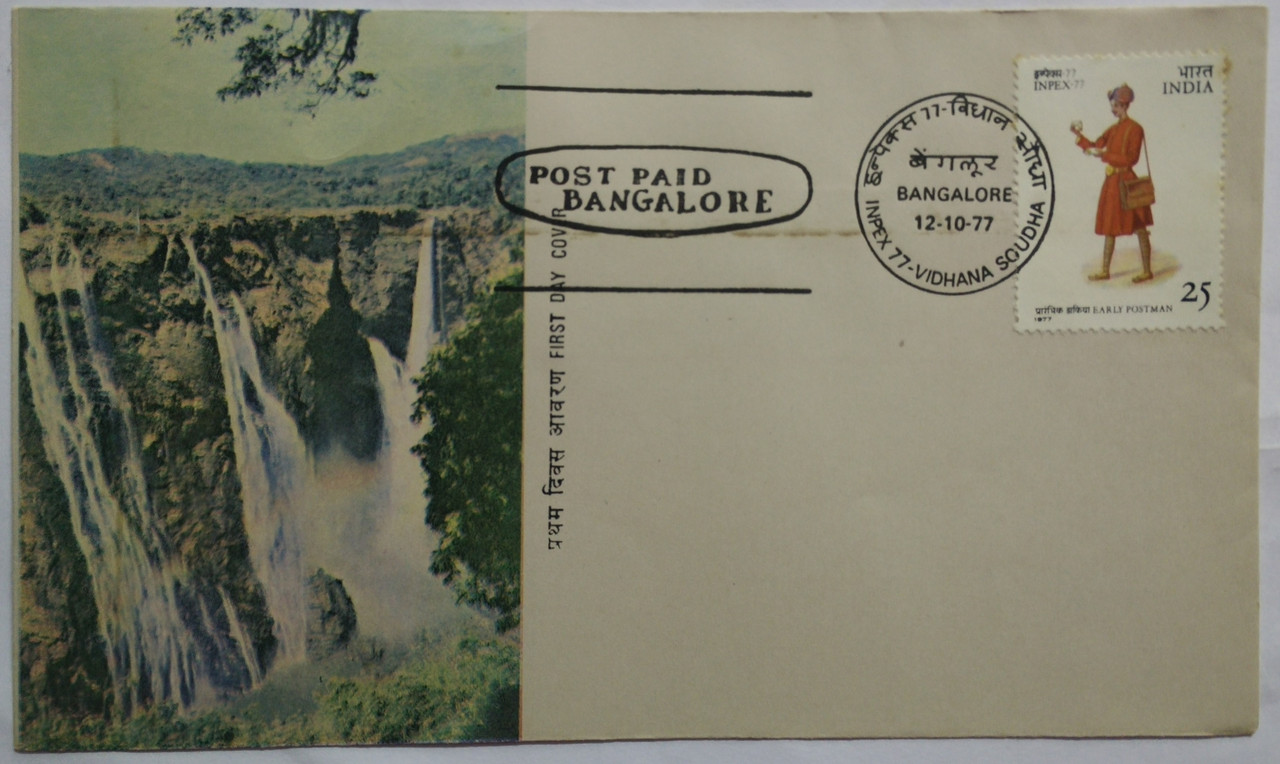 POST PAID
BANGALORE
इन्पेक्स 77-विधान सौधा
बेंगलूर
BANGALORE
12-10-77
INPEX 77-VIDHANA SOUDHA
इन्पेक्स-77
INPEX-77
भारत
INDIA
25
प्रारंभिक डाकिया EARLY POSTMAN
1977
प्रथम दिवस आवरण FIRST DAY COVER